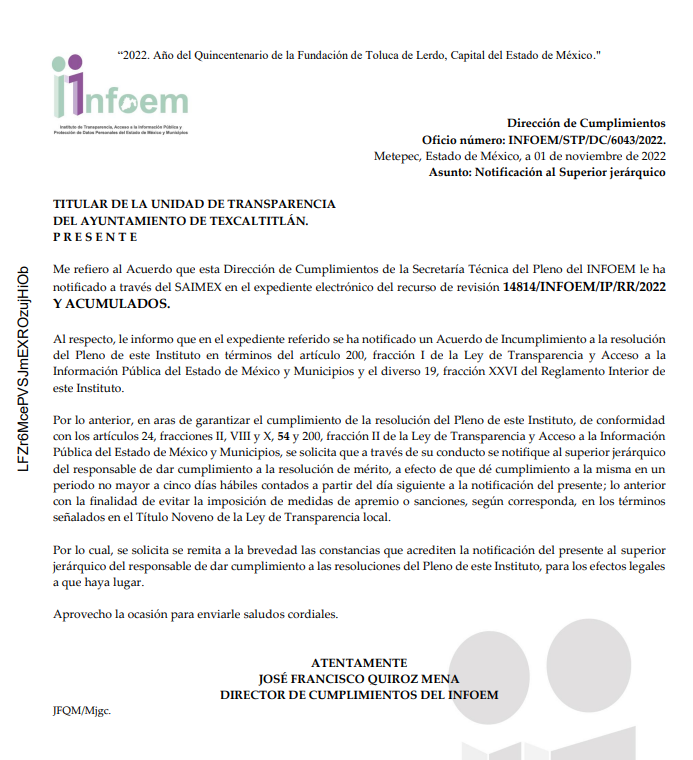 “2022. Año del Quincentenario de la Fundación de Toluca de Lerdo, Capital del Estado de México."
infoem
Instituto de Transparencia, Acceso a la Información Pública y
Protección de Datos Personales del Estado de México y Municipios
Dirección de Cumplimientos
Oficio número: INFOEM/STP/DC/6043/2022.
Metepec, Estado de México, a 01 de noviembre de 2022
Asunto: Notificación al Superior jerárquico
TITULAR DE LA UNIDAD DE TRANSPARENCIA
DEL AYUNTAMIENTO DE TEXCALTITLÁN.
P R E S E N T E
LFZr6McePVSJmEXROzujHiOb
Me refiero al Acuerdo que esta Dirección de Cumplimientos de la Secretaría Técnica del Pleno del INFOEM le ha
notificado a través del SAIMEX en el expediente electrónico del recurso de revisión 14814/INFOEM/IP/RR/2022
Y ACUMULADOS.
Al respecto, le informo que en el expediente referido se ha notificado un Acuerdo de Incumplimiento a la resolución
del Pleno de este Instituto en términos del artículo 200, fracción I de la Ley de Transparencia y Acceso a la
Información Pública del Estado de México y Municipios y el diverso 19, fracción XXVI del Reglamento Interior de
este Instituto.
Por lo anterior, en aras de garantizar el cumplimiento de la resolución del Pleno de este Instituto, de conformidad
con los artículos 24, fracciones II, VIII y X, 54 y 200, fracción II de la Ley de Transparencia y Acceso a la Información
Pública del Estado de México y Municipios, se solicita que a través de su conducto se notifique al superior jerárquico
del responsable de dar cumplimiento a la resolución de mérito, a efecto de que dé cumplimiento a la misma en un
periodo no mayor a cinco días hábiles contados a partir del día siguiente a la notificación del presente; lo anterior
con la finalidad de evitar la imposición de medidas de apremio o sanciones, según corresponda, en los términos
señalados en el Título Noveno de la Ley de Transparencia local.
Por lo cual, se solicita se remita a la brevedad las constancias que acrediten la notificación del presente al superior
jerárquico del responsable de dar cumplimiento a las resoluciones del Pleno de este Instituto, para los efectos legales
a que haya lugar.
Aprovecho la ocasión para enviarle saludos cordiales.
ATENTAMENTE
JOSÉ FRANCISCO QUIROZ MENA
DIRECTOR DE CUMPLIMIENTOS DEL INFOEM
JFQM/Mjgc.